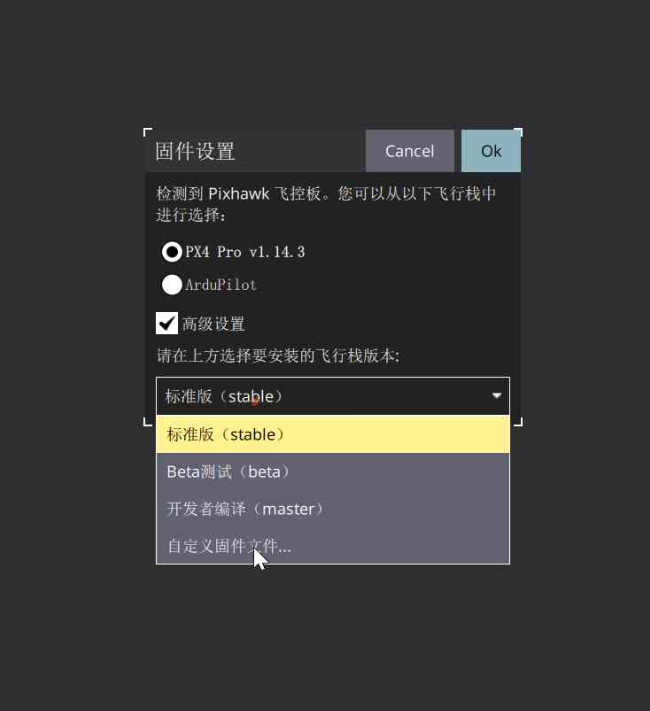 固件设置
Cancel
Ok
检测到 Pixhawk 飞控板。您可以从以下飞行栈中
进行选择：
PX4 Pro v1.14.3
ArduPilot
高级设置
请在上方选择要安装的飞行栈版本:
标准版（stable）
标准版（stable）
Beta测试（beta）
开发者编译（master）
自定义固件文件...